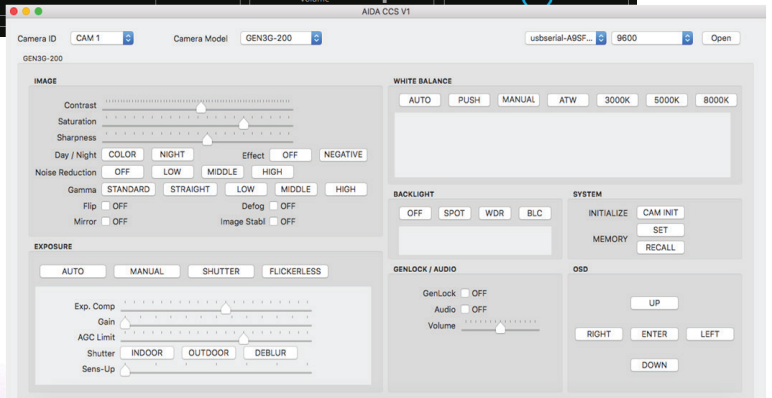 volume
AIDA CCS V1
Camera ID CAM 1 Camera Model GEN3G-200 usbserial-A9SF... 9600 Open
GEN3G-200
IMAGE
Contrast
Saturation
Sharpness
Day / Night COLOR NIGHT Effect OFF NEGATIVE
Noise Reduction OFF LOW MIDDLE HIGH
Gamma STANDARD STRAIGHT LOW MIDDLE HIGH
Flip OFF Defog OFF
Mirror OFF Image Stabl OFF
EXPOSURE
AUTO MANUAL SHUTTER FLICKERLESS
Exp. Comp
Gain
AGC Limit
Shutter INDOOR OUTDOOR DEBLUR
Sens-Up
WHITE BALANCE
AUTO PUSH MANUAL ATW 3000K 5000K 8000K
BACKLIGHT
OFF SPOT WDR BLC
SYSTEM
INITIALIZE CAM INIT
MEMORY SET
RECALL
GENLOCK / AUDIO
GenLock OFF
Audio OFF
Volume
OSD
UP
RIGHT ENTER LEFT
DOWN